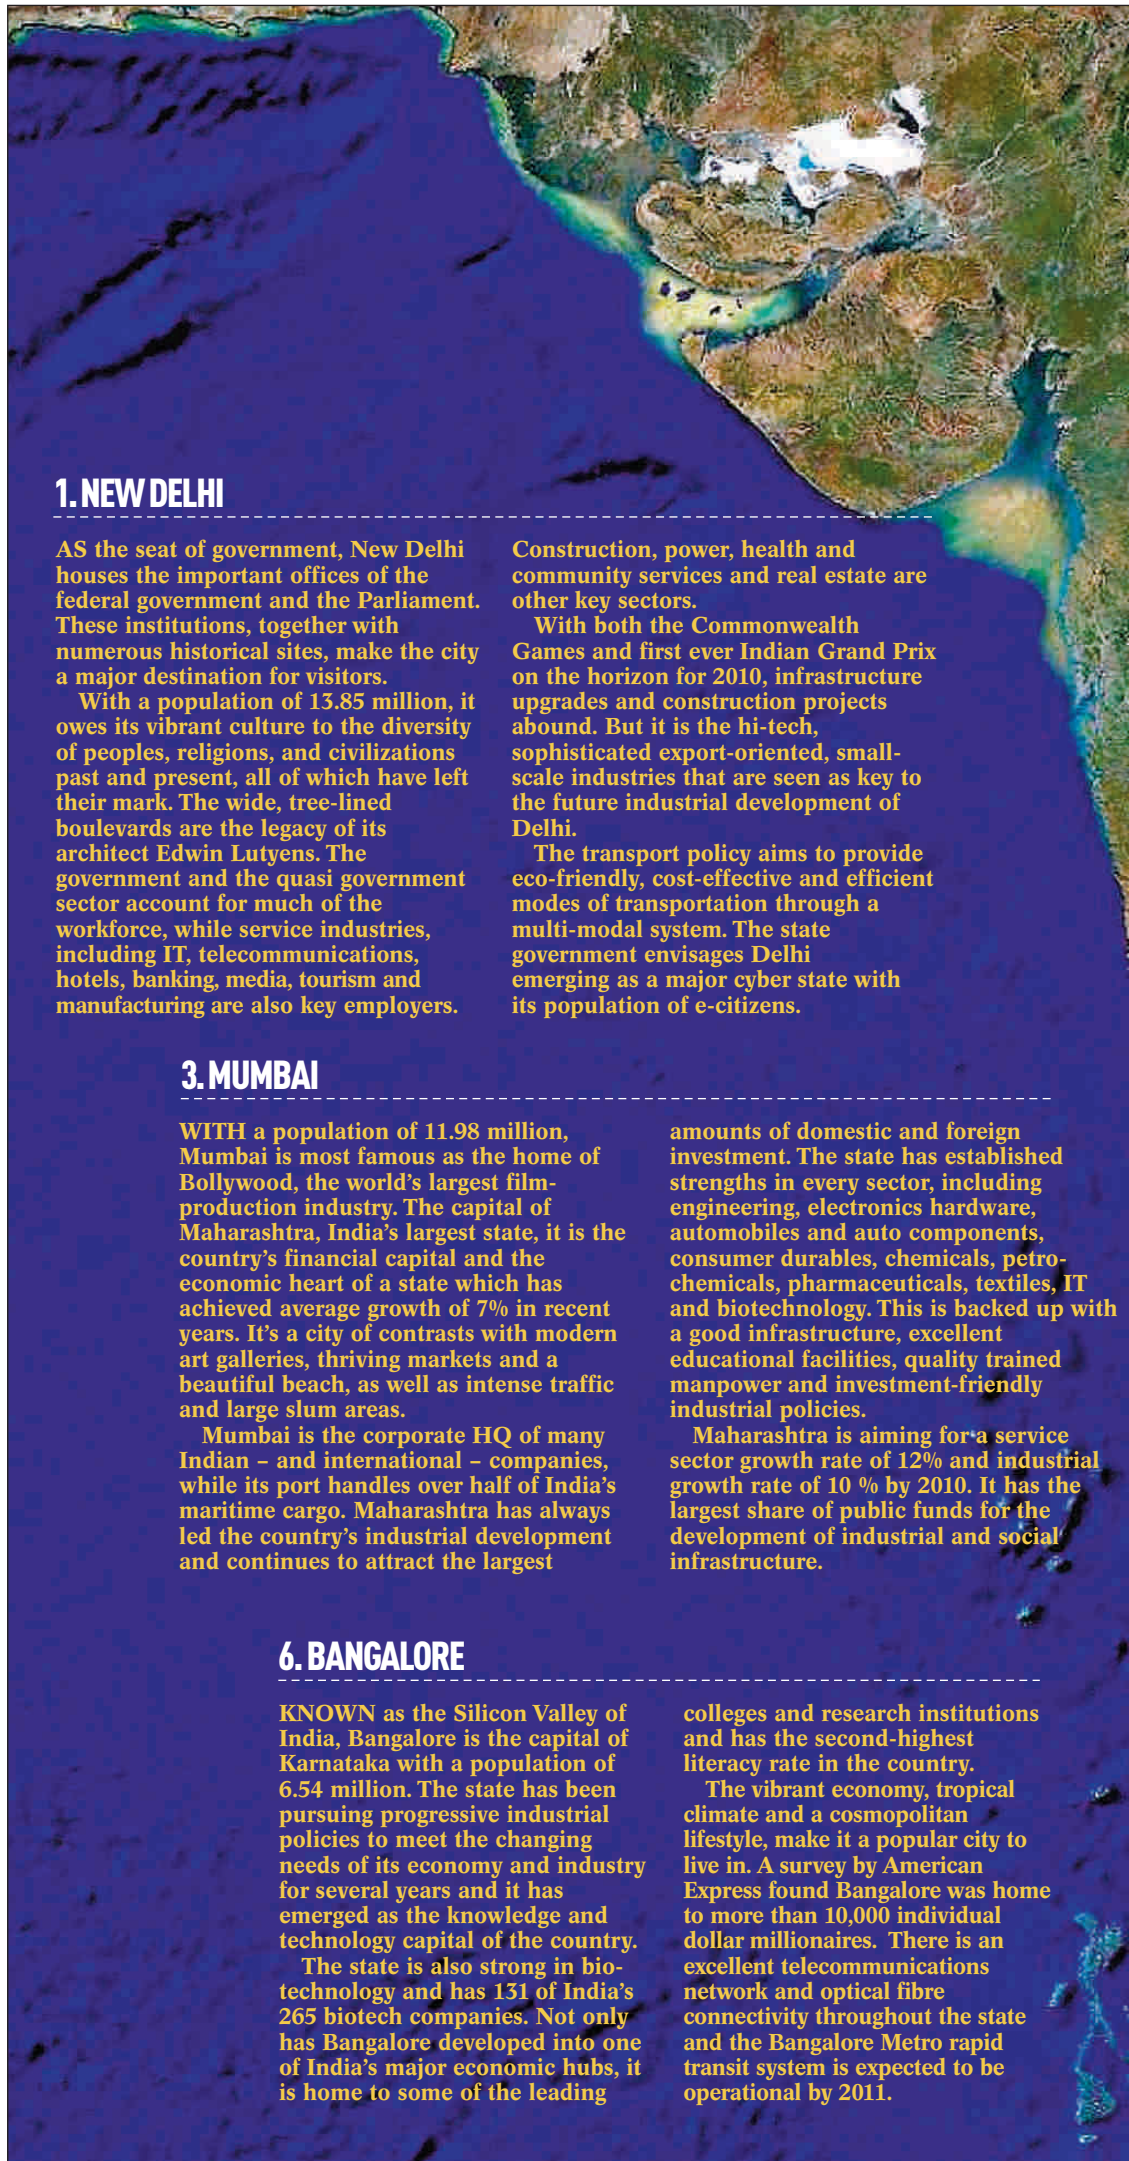 1. NEW DELHI
AS the seat of government, New Delhi
houses the important offices of the
federal government and the Parliament.
These institutions, together with
numerous historical sites, make the city
a major destination for visitors.
With a population of 13.85 million, it
owes its vibrant culture to the diversity
of peoples, religions, and civilizations
past and present, all of which have left
their mark. The wide, tree-lined
boulevards are the legacy of its
architect Edwin Lutyens. The
government and the quasi government
sector account for much of the
workforce, while service industries,
including IT, telecommunications,
hotels, banking, media, tourism and
manufacturing are also key employers.
Construction, power, health and
community services and real estate are
other key sectors.
With both the Commonwealth
Games and first ever Indian Grand Prix
on the horizon for 2010, infrastructure
upgrades and construction projects
abound. But it is the hi-tech,
sophisticated export-oriented, small-
scale industries that are seen as key to
the future industrial development of
Delhi.
The transport policy aims to provide
eco-friendly, cost-effective and efficient
modes of transportation through a
multi-modal system. The state
government envisages Delhi
emerging as a major cyber state with
its population of e-citizens.
3. MUMBAI
WITH a population of 11.98 million,
Mumbai is most famous as the home of
Bollywood, the world's largest film-
production industry. The capital of
Maharashtra, India's largest state, it is the
country's financial capital and the
economic heart of a state which has
achieved average growth of 7% in recent
years. It's a city of contrasts with modern
art galleries, thriving markets and a
beautiful beach, as well as intense traffic
and large slum areas.
Mumbai is the corporate HQ of many
Indian – and international – companies,
while its port handles over half of India's
maritime cargo. Maharashtra has always
led the country's industrial development
and continues to attract the largest
amounts of domestic and foreign
investment. The state has established
strengths in every sector, including
engineering, electronics hardware,
automobiles and auto components,
consumer durables, chemicals, petro-
chemicals, pharmaceuticals, textiles, IT
and biotechnology. This is backed up with
a good infrastructure, excellent
educational facilities, quality trained
manpower and investment-friendly
industrial policies.
Maharashtra is aiming for a service
sector growth rate of 12% and industrial
growth rate of 10 % by 2010. It has the
largest share of public funds for the
development of industrial and social
infrastructure.
6. BANGALORE
KNOWN as the Silicon Valley of
India, Bangalore is the capital of
Karnataka with a population of
6.54 million. The state has been
pursuing progressive industrial
policies to meet the changing
needs of its economy and industry
for several years and it has
emerged as the knowledge and
technology capital of the country.
The state is also strong in bio-
technology and has 131 of India's
265 biotech companies. Not only
has Bangalore developed into one
of India's major economic hubs, it
is home to some of the leading
colleges and research institutions
and has the second-highest
literacy rate in the country.
The vibrant economy, tropical
climate and a cosmopolitan
lifestyle, make it a popular city to
live in. A survey by American
Express found Bangalore was home
to more than 10,000 individual
dollar millionaires. There is an
excellent telecommunications
network and optical fibre
connectivity throughout the state
and the Bangalore Metro rapid
transit system is expected to be
operational by 2011.